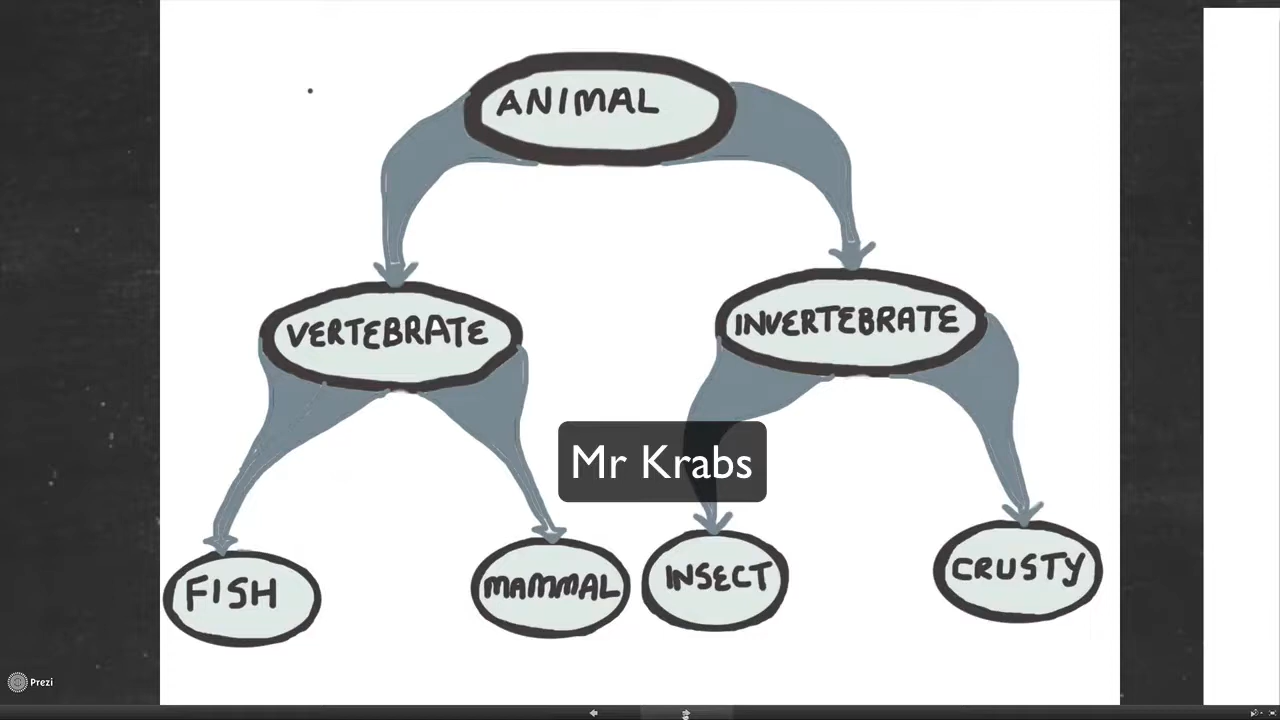 ANIMAL
VERTEBRATE
INVERTEBRATE
Mr Krabs
FISH
MAMMAL
INSECT
CRUSTY
Prezi